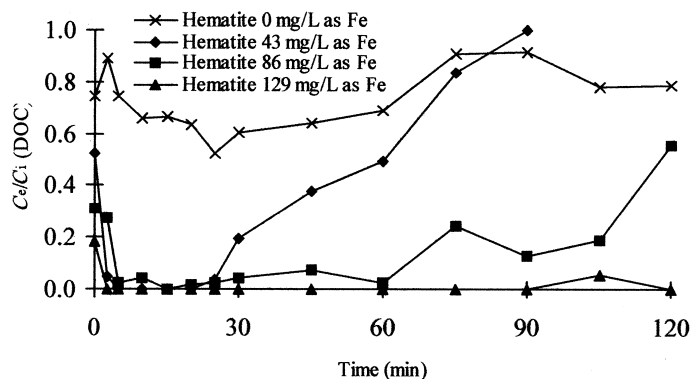 Hematite 0 mg/L as Fe
Hematite 43 mg/L as Fe
Hematite 86 mg/L as Fe
Hematite 129 mg/L as Fe
1.0
0.8
0.6
0.4
0.2
0.0
Ce/Ci (DOC)
0 30 60 90 120
Time (min)